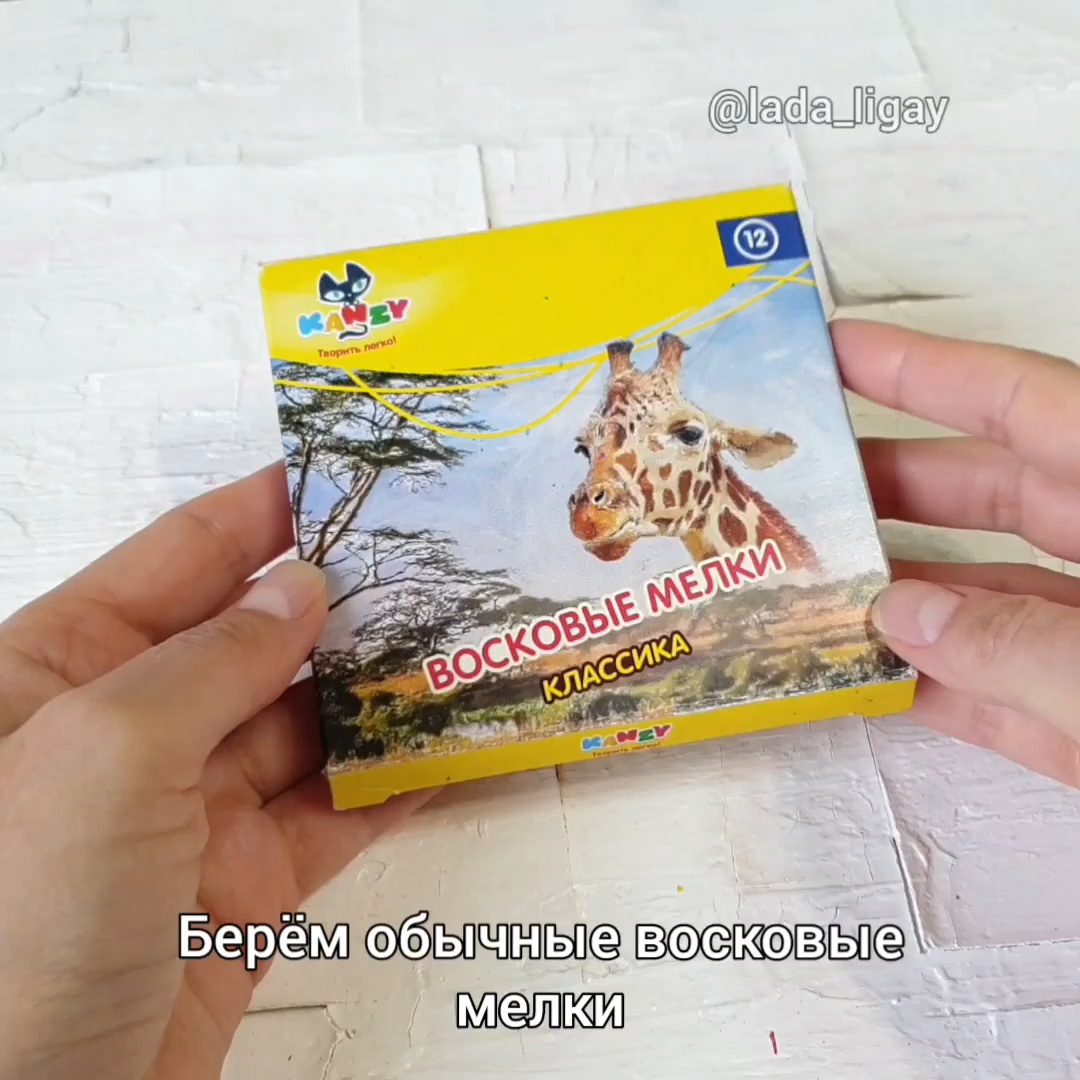 @lada_ligay
12
KANZY
Творить легко!
ВОСКОВЫЕ МЕЛКИ
КЛАССИКА
KANZY
Творить легко!
Берём обычные восковые
мелки